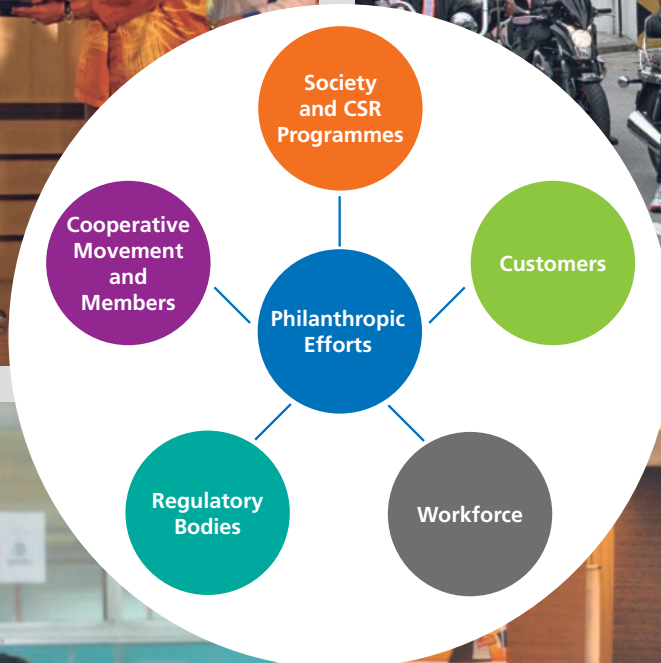 Society
and CSR
Programmes
Cooperative
Movement
and
Members
Customers
Philanthropic
Efforts
Regulatory
Bodies
Workforce